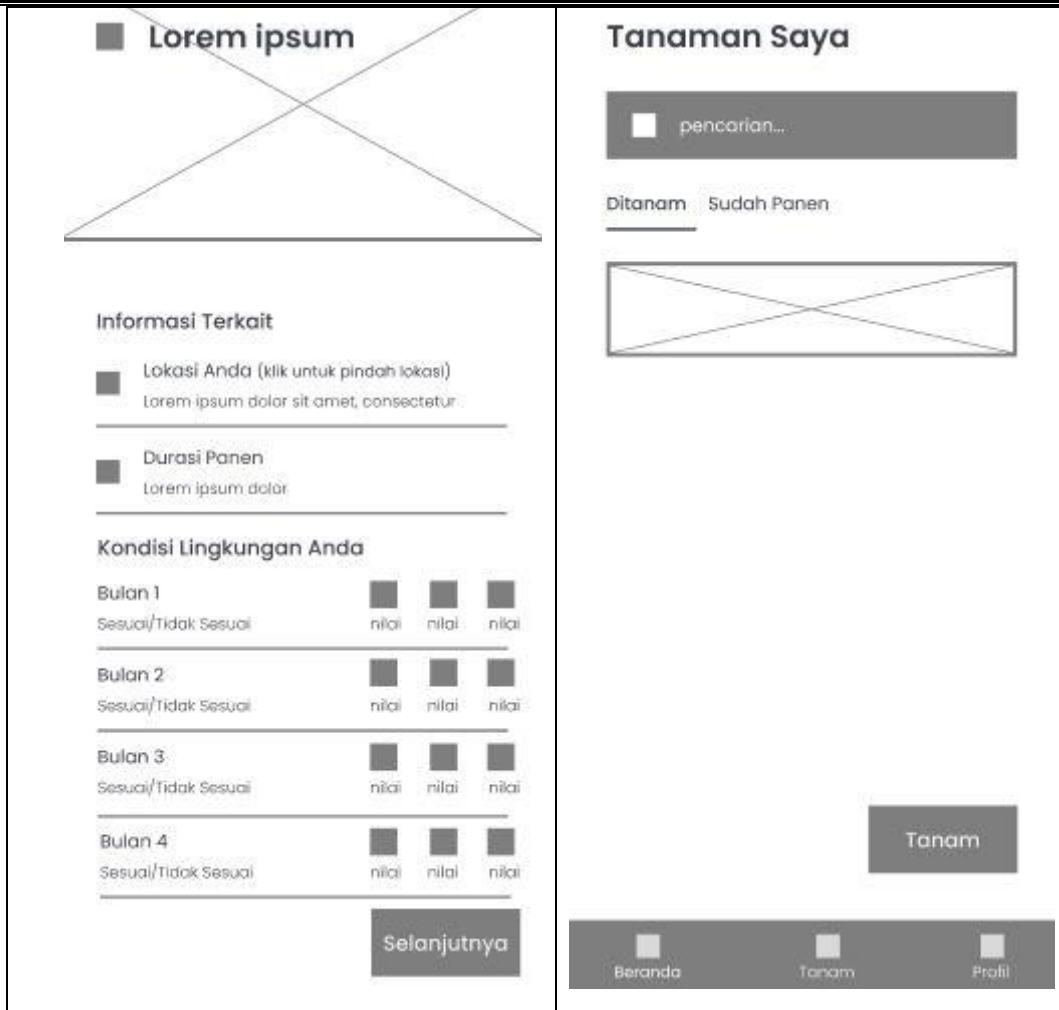 Lorem ipsum
Informasi Terkait
Lokasi Anda (klik untuk pindah lokasi)
Lorem ipsum dolor sit amet, consectetur
Durasi Panen
Lorem ipsum dolor
Kondisi Lingkungan Anda
Bulan 1
Sesuai/Tidak Sesuai
nilai nilai nilai
Bulan 2
Sesuai/Tidak Sesuai
nilai nilai nilai
Bulan 3
Sesuai/Tidak Sesuai
nilai nilai nilai
Bulan 4
Sesuai/Tidak Sesuai
nilai nilai nilai
Selanjutnya
Tanaman Saya
pencarian...
Ditanam Sudah Panen
Tanam
Beranda Tanam Profil